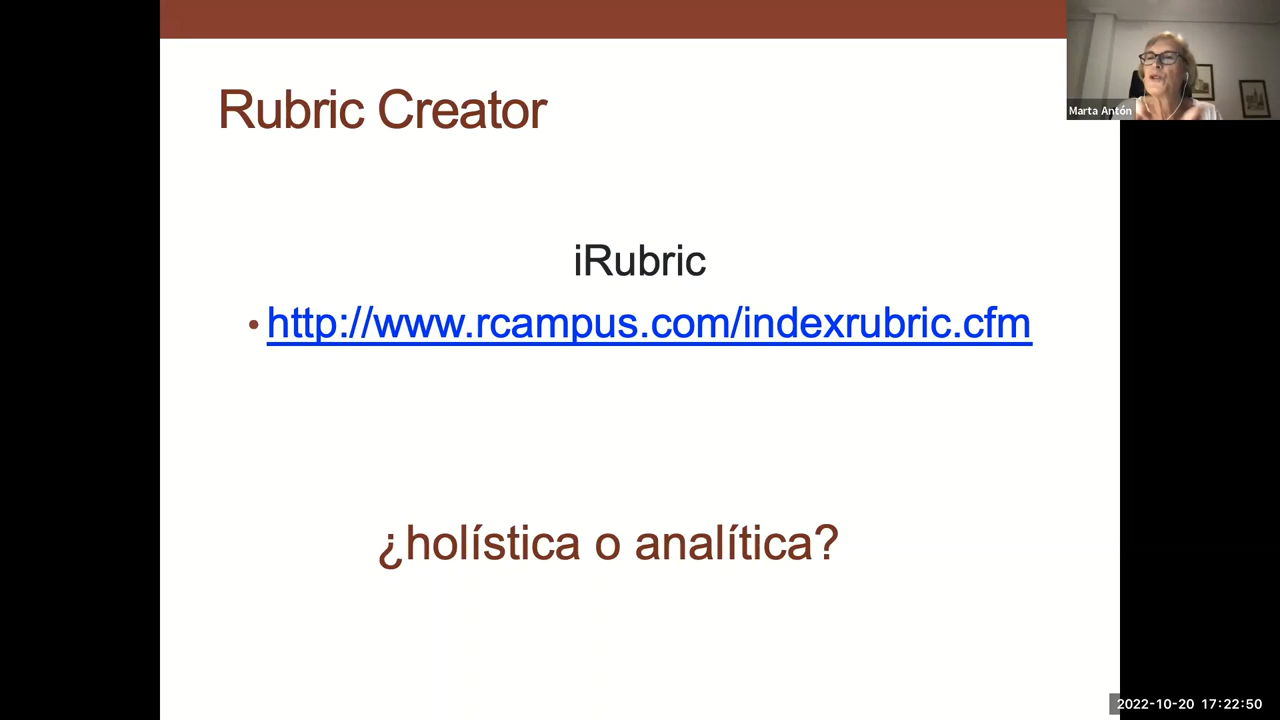 Rubric Creator
Marta Antón
iRubric
• http://www.rcampus.com/indexrubric.cfm
¿holística o analítica?
2022-10-20 17:22:50